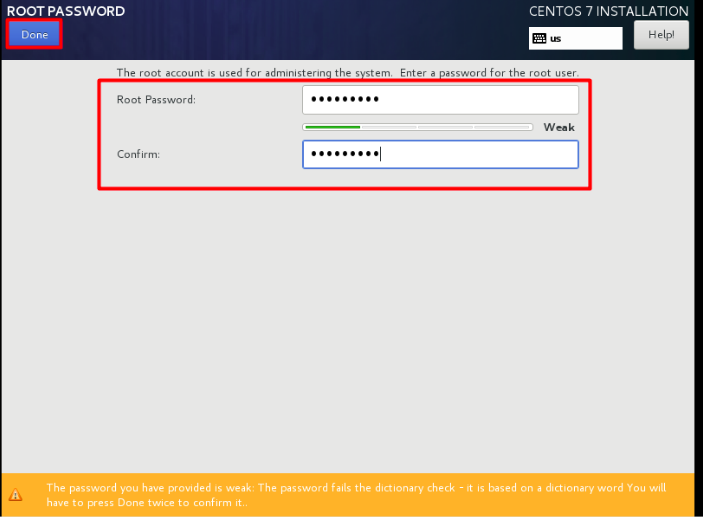 ROOT PASSWORD
CENTOS 7 INSTALLATION
Done
us
Help!
The root account is used for administering the system. Enter a password for the root user.
Root Password:
•••••••••
Weak
Confirm:
•••••••••
The password you have provided is weak: The password fails the dictionary check - it is based on a dictionary word You will
have to press Done twice to confirm it..